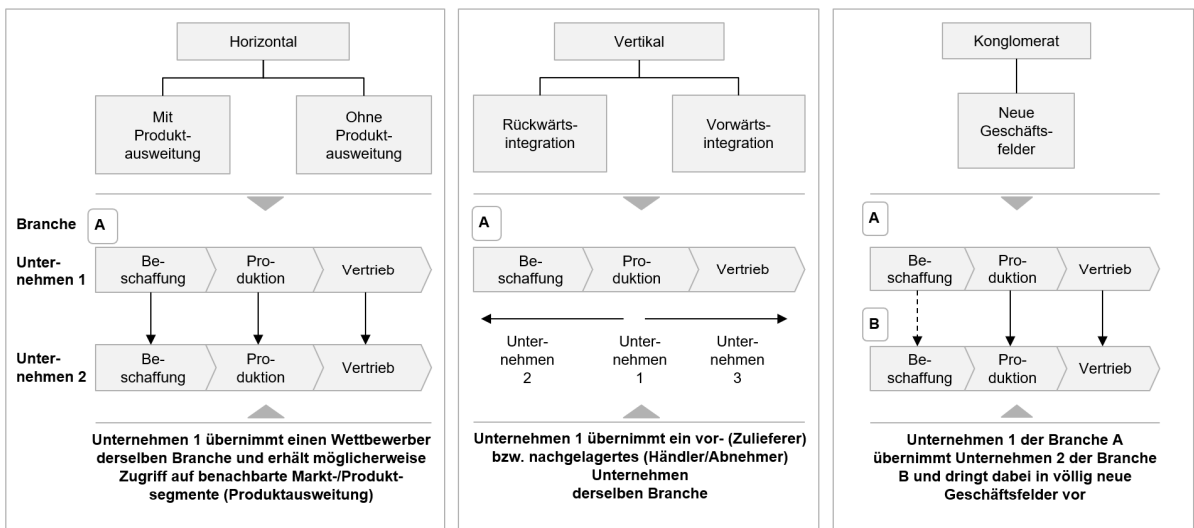 Horizontal
Mit
Produkt-
ausweitung
Ohne
Produkt-
ausweitung
Branche
A
Unter-
nehmen 1
Be-
schaffung
Pro-
duktion
Vertrieb
Unter-
nehmen 2
Be-
schaffung
Pro-
duktion
Vertrieb
Unternehmen 1 übernimmt einen Wettbewerber
derselben Branche und erhält möglicherweise
Zugriff auf benachbarte Markt-/Produkt-
segmente (Produktausweitung)
Vertikal
Rückwärts-
integration
Vorwärts-
integration
A
Be-
schaffung
Pro-
duktion
Vertrieb
Unter-
nehmen
2
Unter-
nehmen
1
Unter-
nehmen
3
Unternehmen 1 übernimmt ein vor- (Zulieferer)
bzw. nachgelagertes (Händler/Abnehmer)
Unternehmen
derselben Branche
Konglomerat
Neue
Geschäfts-
felder
A
Be-
schaffung
Pro-
duktion
Vertrieb
B
Be-
schaffung
Pro-
duktion
Vertrieb
Unternehmen 1 der Branche A
übernimmt Unternehmen 2 der Branche
B und dringt dabei in völlig neue
Geschäftsfelder vor